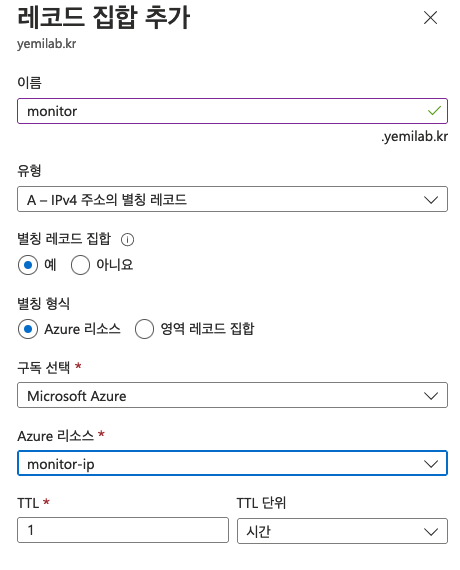 레코드 집합 추가
yemilab.kr
이름
monitor
.yemilab.kr
유형
A – IPv4 주소의 별칭 레코드
별칭 레코드 집합
예 아니요
별칭 형식
Azure 리소스 영역 레코드 집합
구독 선택 *
Microsoft Azure
Azure 리소스 *
monitor-ip
TTL * TTL 단위
1 시간